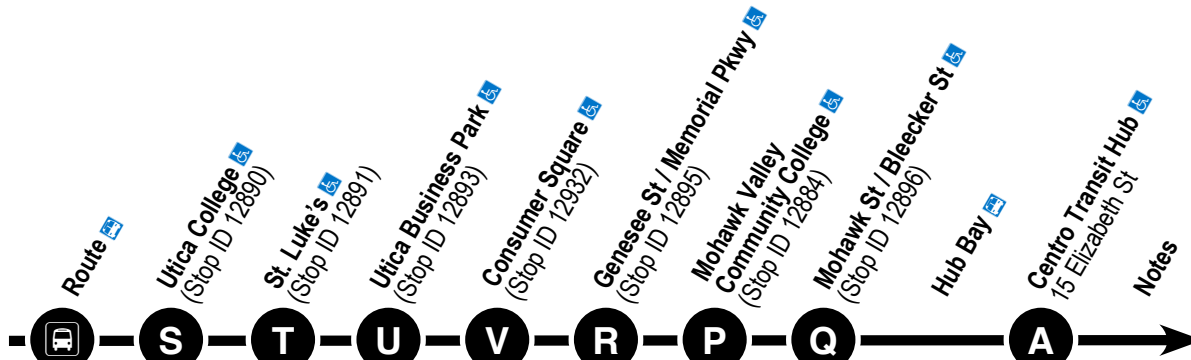 Route
Utica College
(Stop ID 12890)
St. Luke's
(Stop ID 12891)
Utica Business Park
(Stop ID 12893)
Consumer Square
(Stop ID 12932)
Genesee St / Memorial Pkwy
(Stop ID 12895)
Mohawk Valley
Community College
(Stop ID 12884)
Mohawk St / Bleecker St
(Stop ID 12896)
Hub Bay
Centro Transit Hub
15 Elizabeth St
Notes
S T U V R P Q A